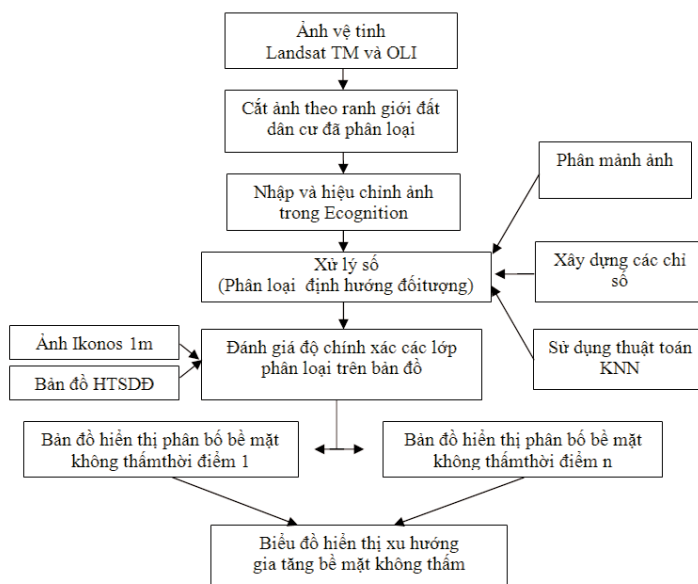 Ảnh vệ tinh
Landsat TM và OLI
Cắt ảnh theo ranh giới đất
dân cư đã phân loại
Phân mảnh ảnh
Nhập và hiệu chỉnh ảnh
trong Ecognition
Xử lý số
(Phân loại định hướng đốitượng)
Xây dựng các chỉ
số
Ảnh Ikonos 1m
Bản đồ HTSDĐ
Đánh giá độ chính xác các lớp
phân loại trên bản đồ
Sử dụng thuật toán
KNN
Bản đồ hiển thị phân bố bề mặt
không thấmthời điểm 1
Bản đồ hiển thị phân bố bề mặt
không thấmthời điểm n
Biểu đồ hiển thị xu hướng
gia tăng bề mặt không thấm